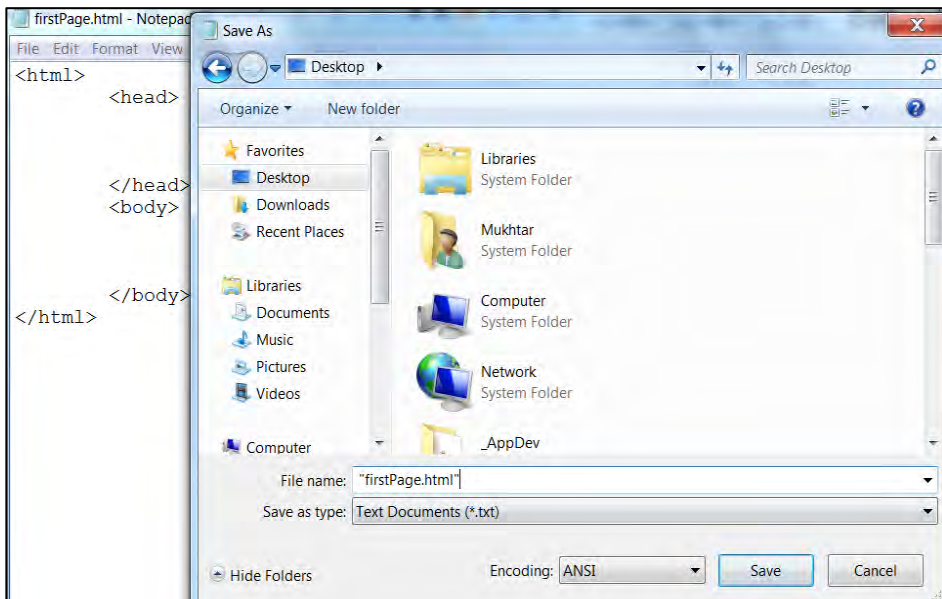 firstPage.html - Notepad
File Edit Format View
<html>
<head>
</head>
<body>
</body>
</html>
Save As
Desktop
Search Desktop
Organize
New folder
Favorites
Desktop
Downloads
Recent Places
Libraries
Documents
Music
Pictures
Videos
Computer
Libraries
System Folder
Mukhtar
System Folder
Computer
System Folder
Network
System Folder
_AppDev
File name: "firstPage.html"
Save as type: Text Documents (*.txt)
Hide Folders
Encoding: ANSI
Save
Cancel